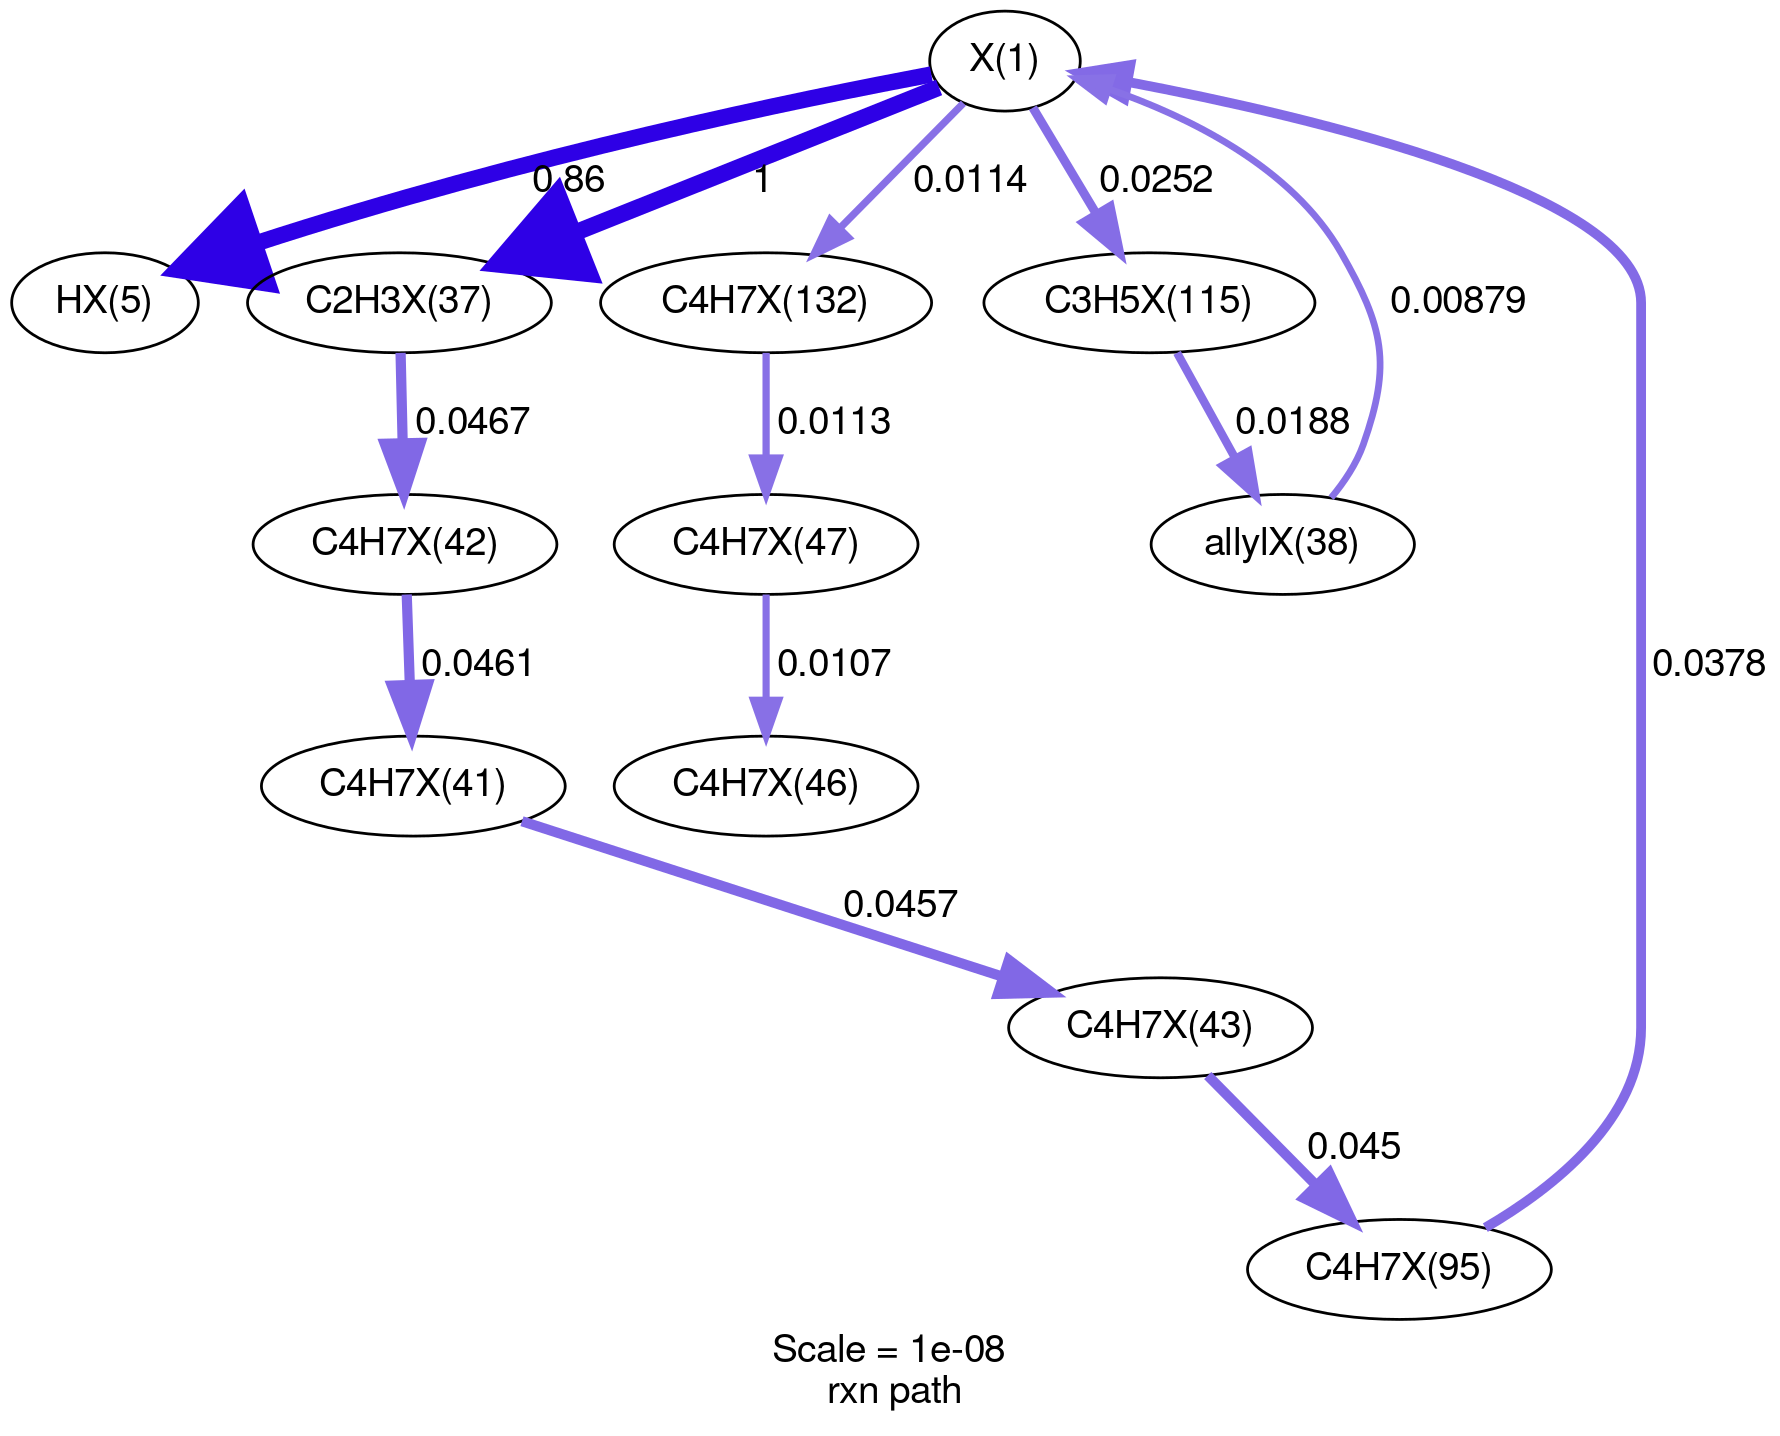 X(1)
0.86
1
0.0114
0.0252
HX(5)
C2H3X(37)
C4H7X(132)
C3H5X(115)
0.00879
0.0467
0.0113
0.0188
C4H7X(42)
C4H7X(47)
allylX(38)
0.0461
0.0107
0.0378
C4H7X(41)
C4H7X(46)
0.0457
C4H7X(43)
0.045
C4H7X(95)
Scale = 1e-08
rxn path